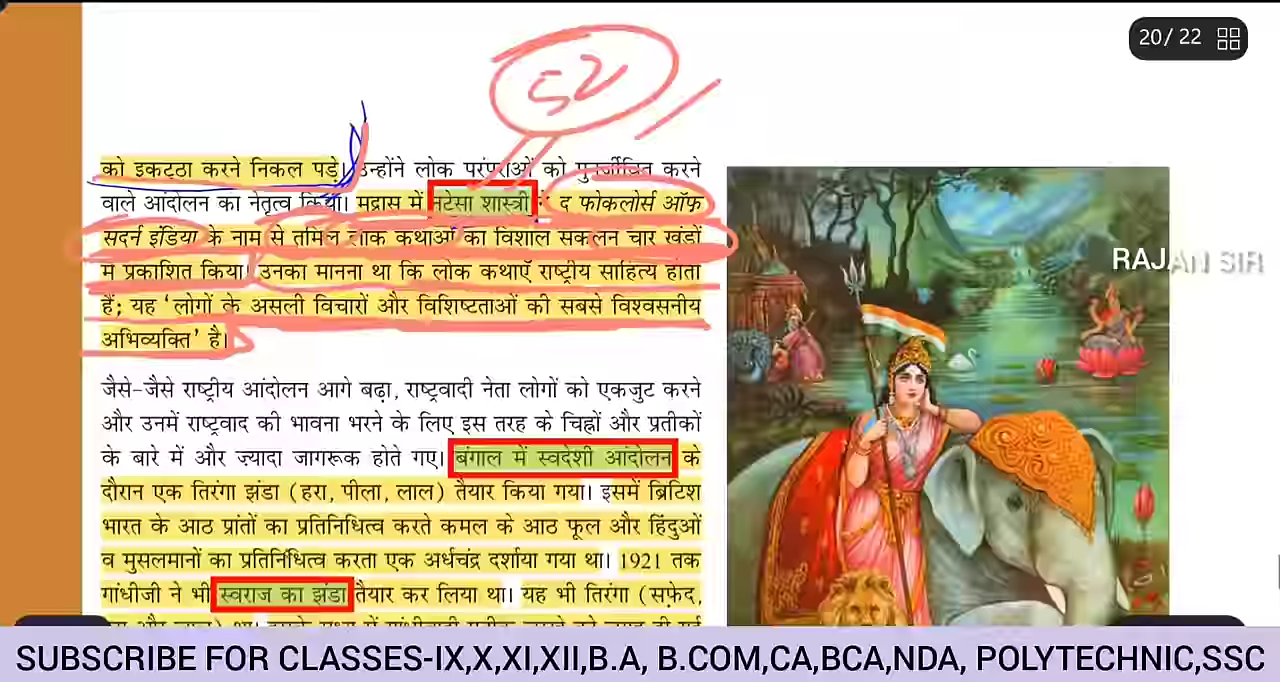 20/ 22
52
को इकट्ठा करने निकल पड़े। उन्होंने लोक परंपराओं को पुनर्जीवित करने
वाले आंदोलन का नेतृत्व किया। मद्रास में नटेसा शास्त्री ने द फोकलोर्स ऑफ़
सदर्न इंडिया के नाम से तमिल लोक कथाओं का विशाल संकलन चार खंडों
में प्रकाशित किया। उनका मानना था कि लोक कथाएँ राष्ट्रीय साहित्य होती
हैं; यह ‘लोगों के असली विचारों और विशिष्टताओं की सबसे विश्वसनीय
अभिव्यक्ति’ है।
RAJAN SIR
जैसे-जैसे राष्ट्रीय आंदोलन आगे बढ़ा, राष्ट्रवादी नेता लोगों को एकजुट करने
और उनमें राष्ट्रवाद की भावना भरने के लिए इस तरह के चिह्नों और प्रतीकों
के बारे में और ज़्यादा जागरूक होते गए। बंगाल में स्वदेशी आंदोलन के
दौरान एक तिरंगा झंडा (हरा, पीला, लाल) तैयार किया गया। इसमें ब्रिटिश
भारत के आठ प्रांतों का प्रतिनिधित्व करते कमल के आठ फूल और हिंदुओं
व मुसलमानों का प्रतिनिधित्व करता एक अर्धचंद्र दर्शाया गया था। 1921 तक
गांधीजी ने भी स्वराज का झंडा तैयार कर लिया था। यह भी तिरंगा (सफ़ेद,
SUBSCRIBE FOR CLASSES-IX,X,XI,XII,B.A, B.COM,CA,BCA,NDA, POLYTECHNIC,SSC